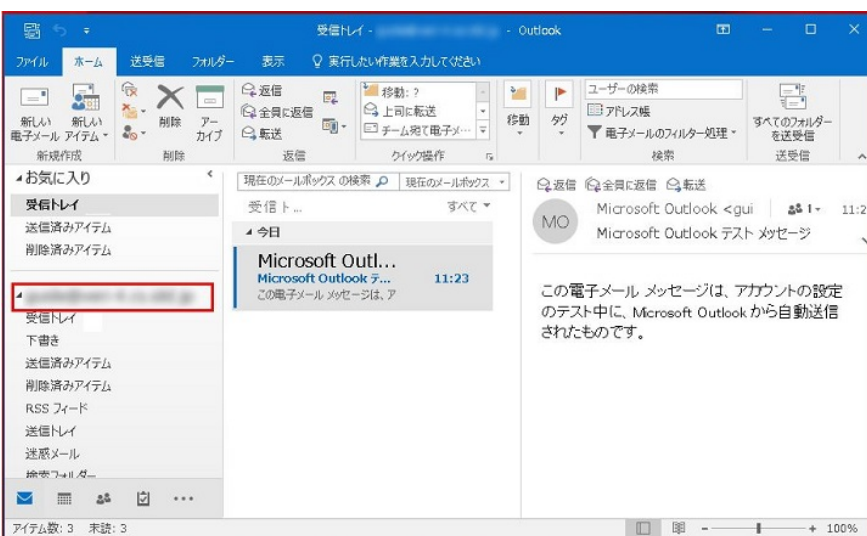 受信トレイ - - Outlook
ファイル ホーム 送受信 フォルダー 表示 実行したい作業を入力してください
新しい
電子メール
新しい
アイテム
新規作成
削除
アー
カイブ
削除
返信
全員に返信
転送
返信
移動: ?
上司に転送
チーム宛て電子メ…
クイック操作
移動
タグ
ユーザーの検索
アドレス帳
電子メールのフィルター処理
検索
すべてのフォルダー
を送受信
送受信
お気に入り
受信トレイ
送信済みアイテム
削除済みアイテム
受信トレイ
下書き
送信済みアイテム
削除済みアイテム
RSS フィード
送信トレイ
迷惑メール
検索フォルダー
現在のメールボックス の検索 現在のメールボックス
受信ト... すべて
今日
Microsoft Outl...
Microsoft Outlook テ... 11:23
この電子メール メッセージは、ア
返信 全員に返信 転送
MO
Microsoft Outlook <gui 1 11:2
Microsoft Outlook テスト メッセージ
この電子メール メッセージは、アカウントの設定
のテスト中に、Microsoft Outlook から自動送信
されたものです。
アイテム数: 3 未読: 3 100%